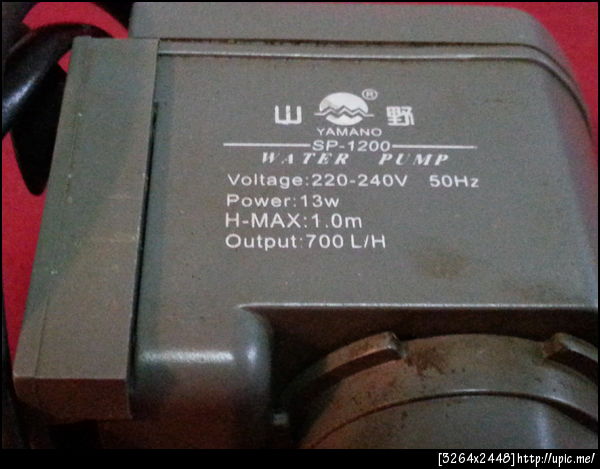 山 ® 野
YAMANO
SP-1200
WATER PUMP
Voltage:220-240V 50Hz
Power:13w
H-MAX:1.0m
Output:700 L/H
[3264x2448]http://upic.me/